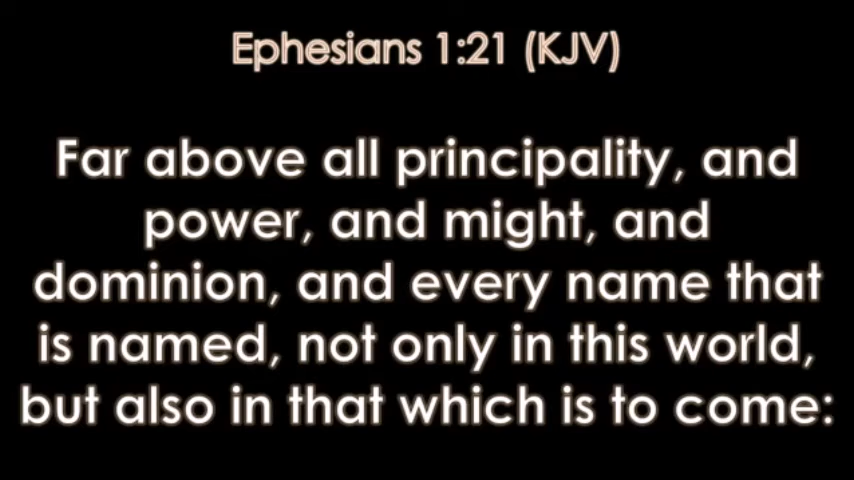 Ephesians 1:21 (KJV)
Far above all principality, and
power, and might, and
dominion, and every name that
is named, not only in this world,
but also in that which is to come: